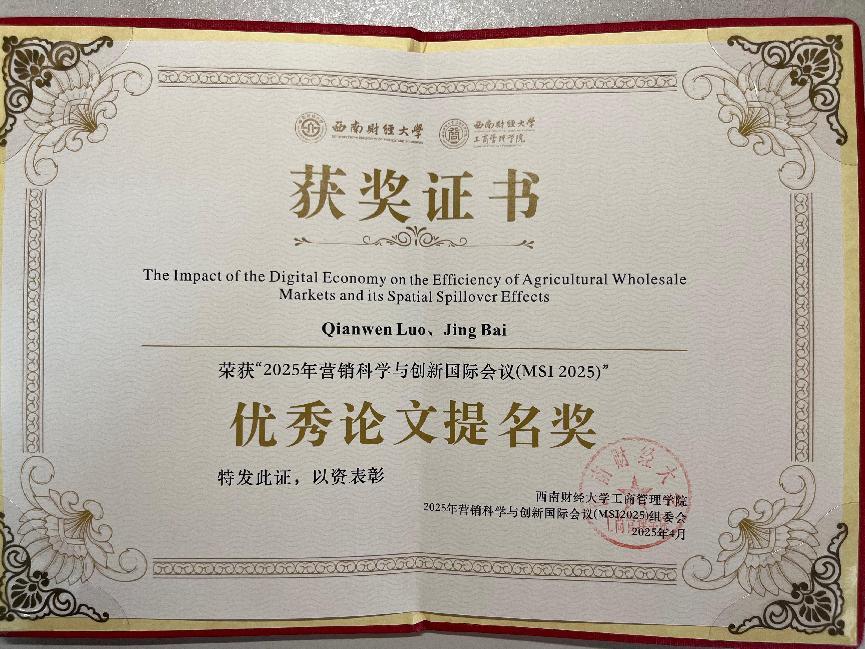 西南财经大学
西南财经大学
工商管理学院
获奖证书
The Impact of the Digital Economy on the Efficiency of Agricultural Wholesale
Markets and its Spatial Spillover Effects
Qianwen Luo、Jing Bai
荣获“2025年营销科学与创新国际会议(MSI 2025)”
优秀论文提名奖
特发此证，以资表彰
西南财经大学工商管理学院
2025年营销科学与创新国际会议(MSI2025)组委会
2025年4月
南财经大